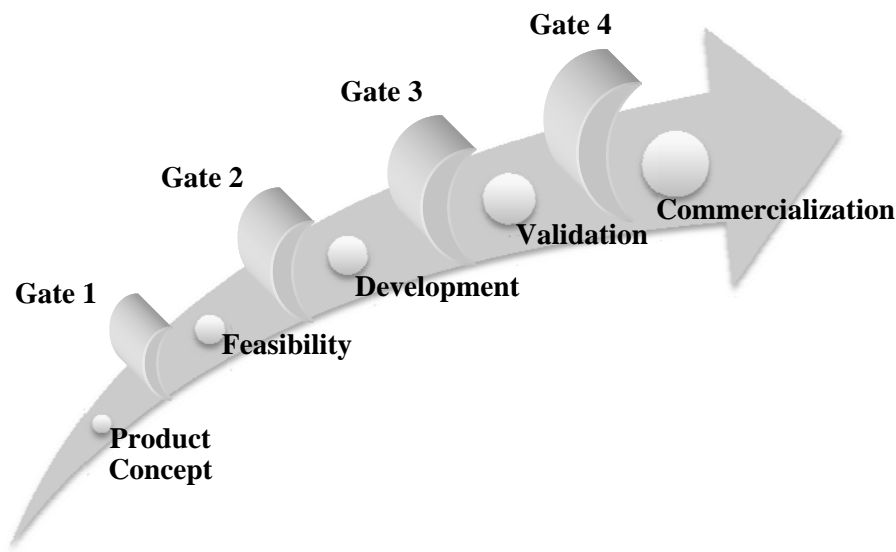 Gate 4
Gate 3
Gate 2
Commercialization
Validation
Development
Gate 1
Feasibility
Product
Concept